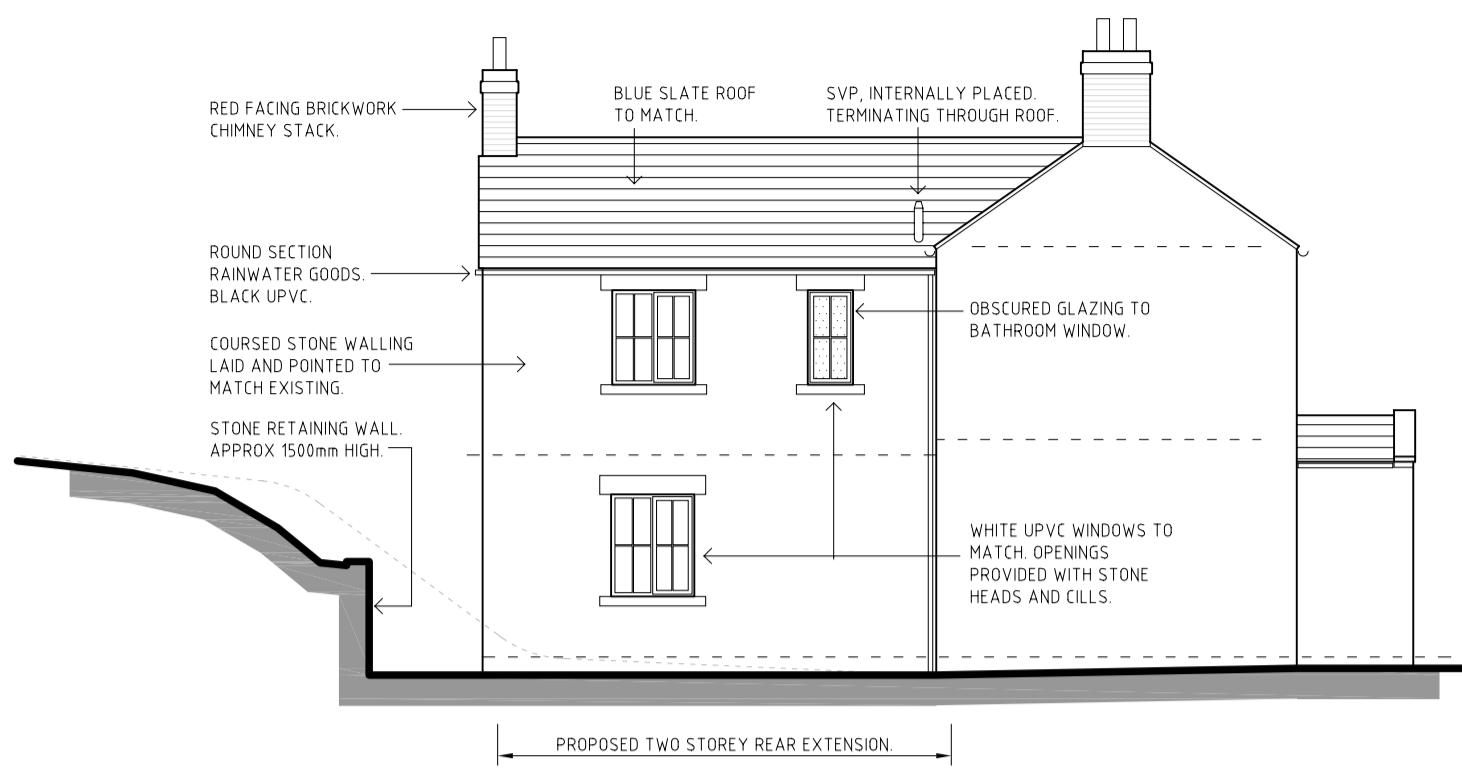 RED FACING BRICKWORK
CHIMNEY STACK.
BLUE SLATE ROOF
TO MATCH.
SVP, INTERNALLY PLACED.
TERMINATING THROUGH ROOF.
ROUND SECTION
RAINWATER GOODS.
BLACK UPVC.
OBSCURED GLAZING TO
BATHROOM WINDOW.
COURSED STONE WALLING
LAID AND POINTED TO
MATCH EXISTING.
STONE RETAINING WALL.
APPROX 1500mm HIGH.
WHITE UPVC WINDOWS TO
MATCH. OPENINGS
PROVIDED WITH STONE
HEADS AND CILLS.
PROPOSED TWO STOREY REAR EXTENSION.